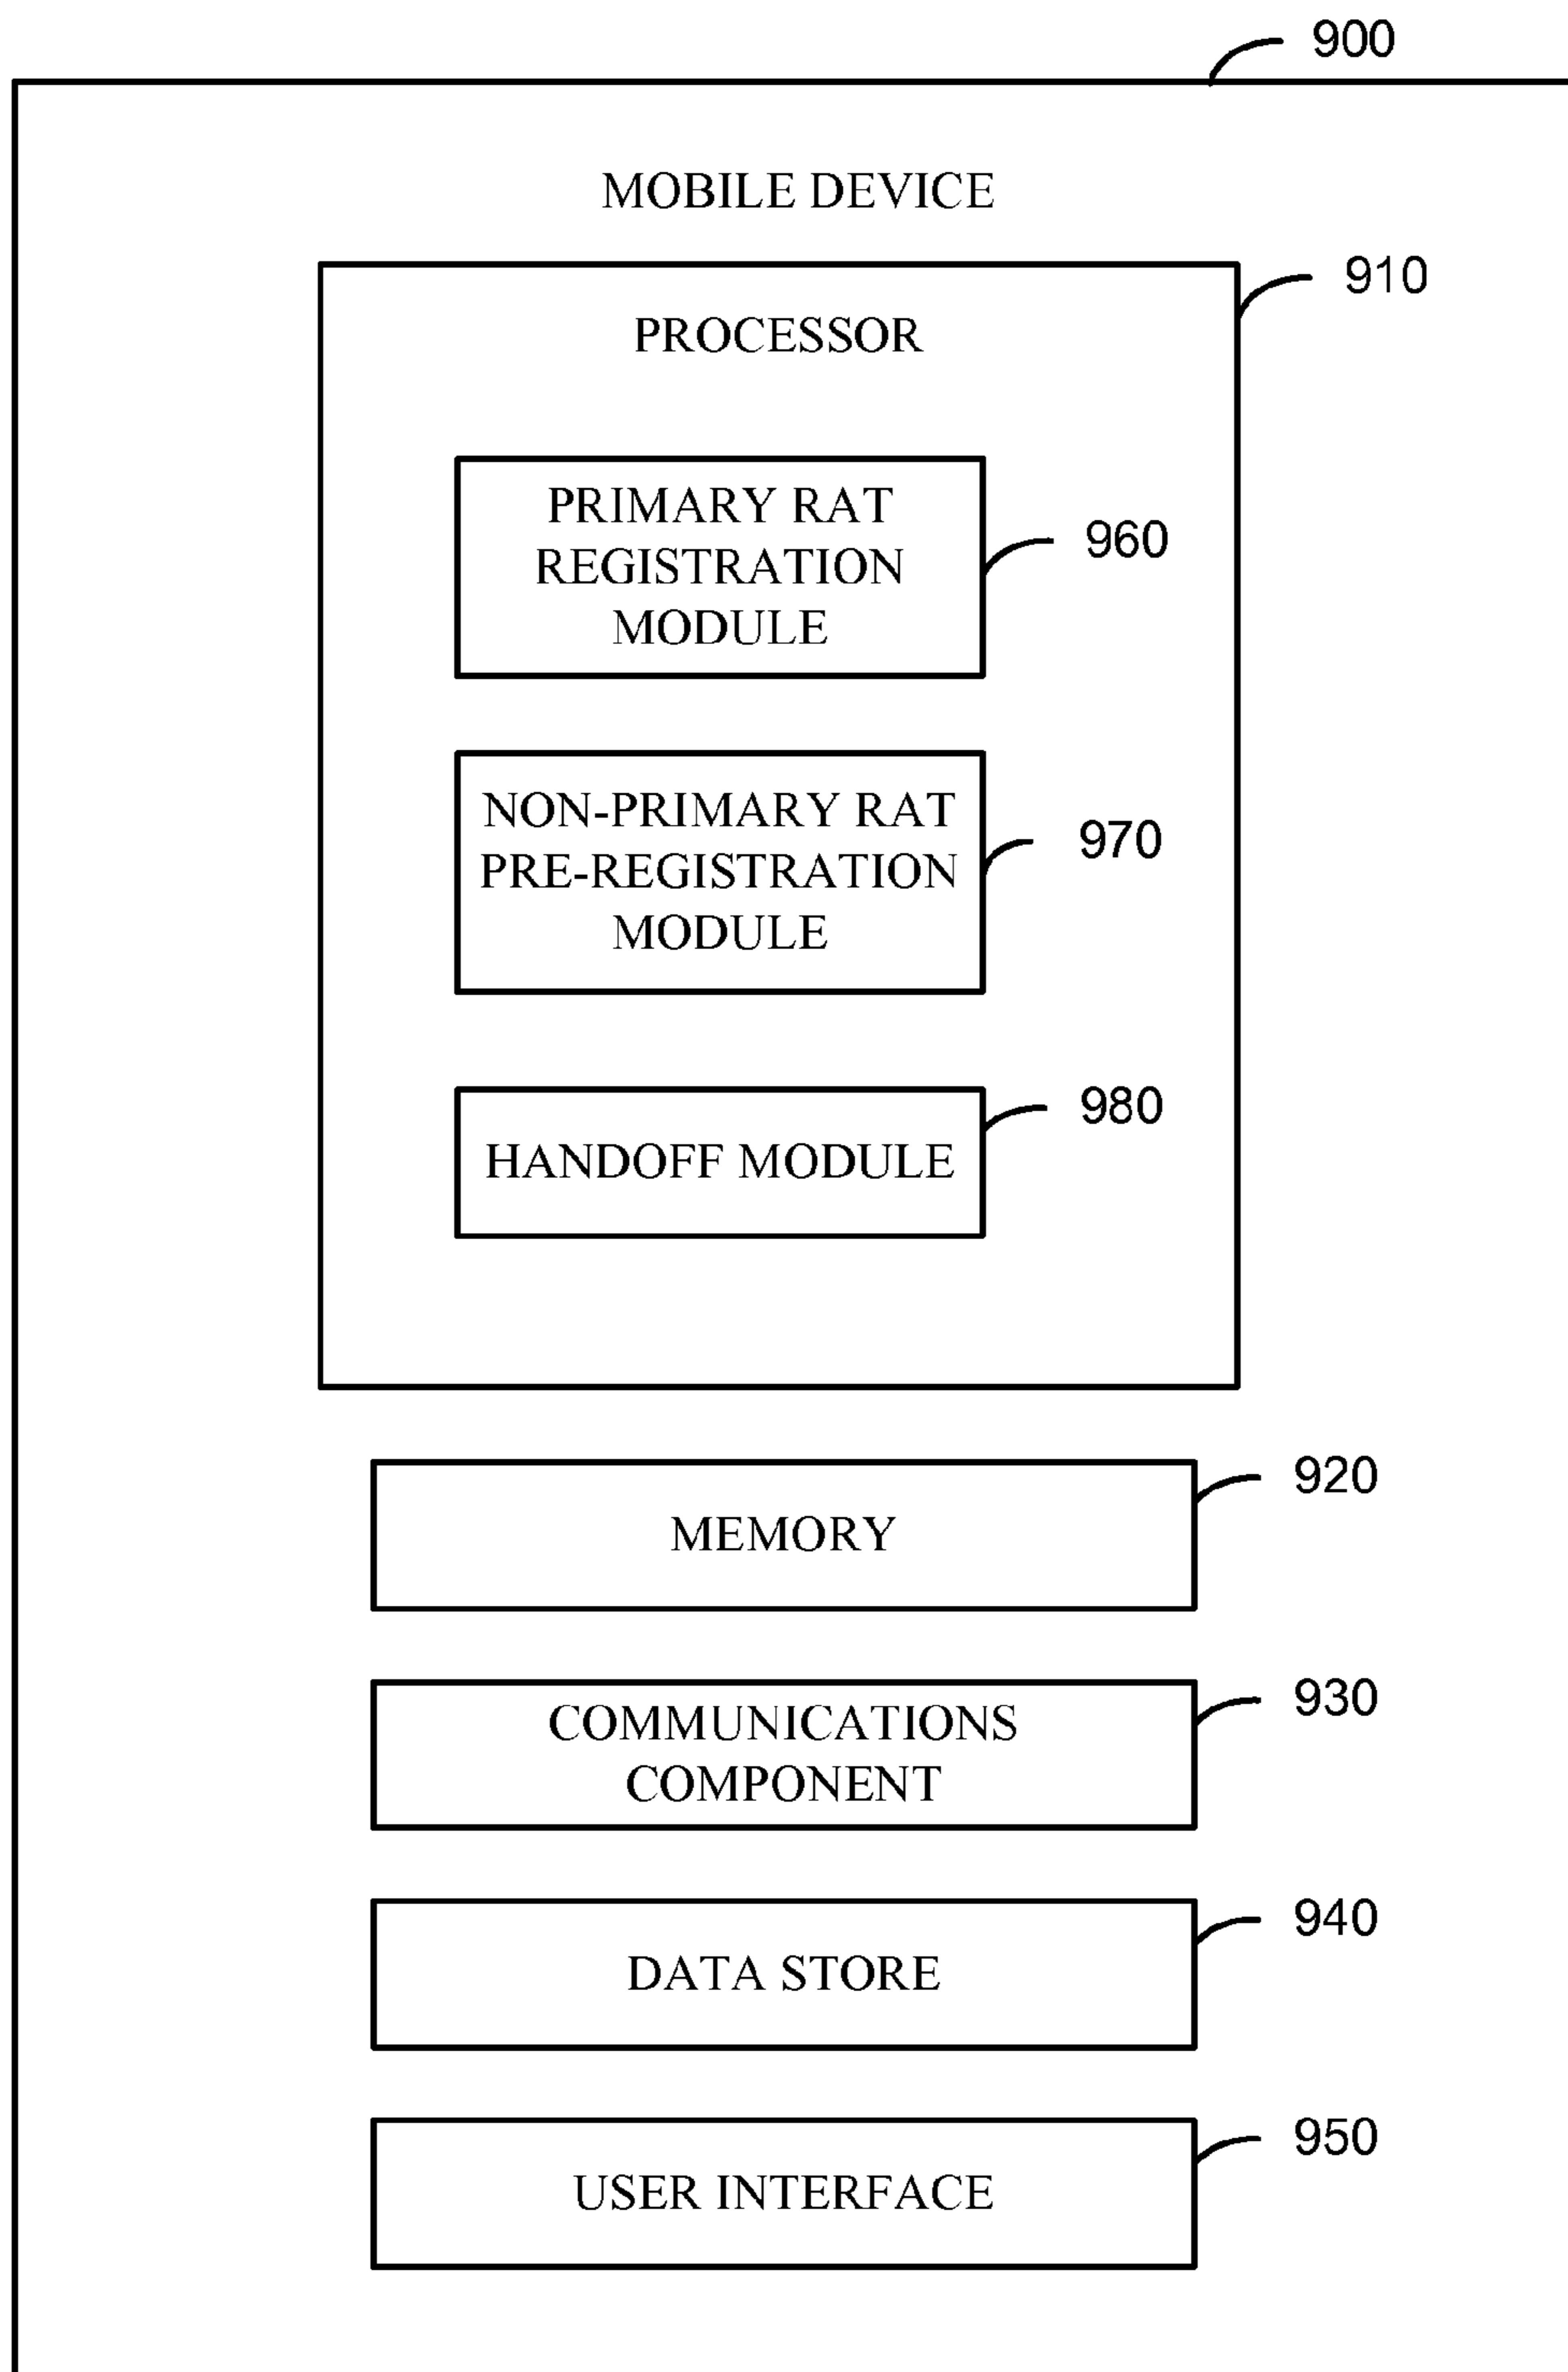 900
MOBILE DEVICE
910
PROCESSOR
PRIMARY RAT
REGISTRATION
MODULE
960
NON-PRIMARY RAT
PRE-REGISTRATION
MODULE
970
980
HANDOFF MODULE
920
MEMORY
930
COMMUNICATIONS
COMPONENT
940
DATA STORE
950
USER INTERFACE